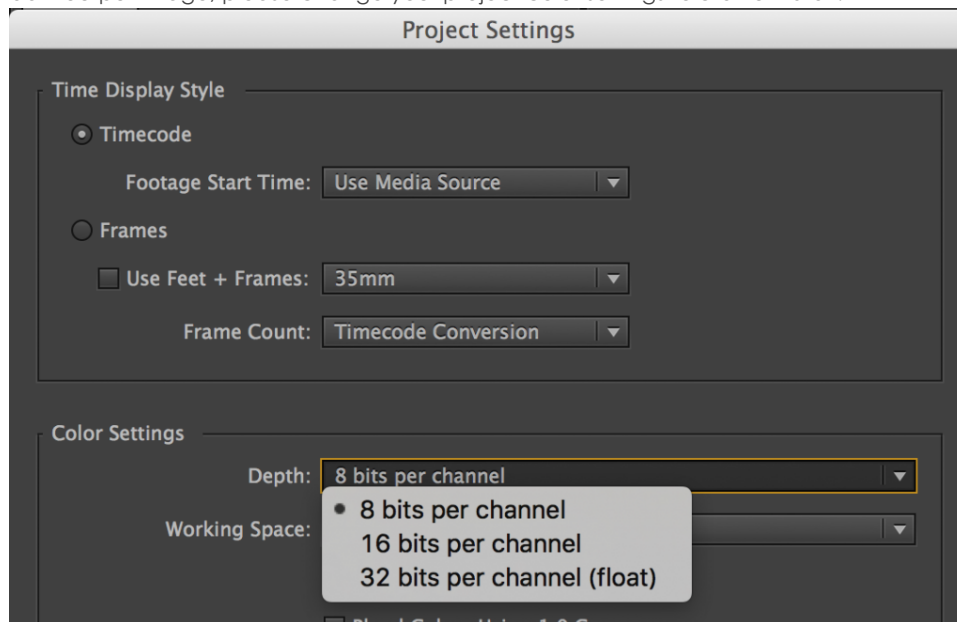 Project Settings
Time Display Style
Timecode
Footage Start Time: Use Media Source
Frames
Use Feet + Frames: 35mm
Frame Count: Timecode Conversion
Color Settings
Depth: 8 bits per channel
8 bits per channel
Working Space:
16 bits per channel
32 bits per channel (float)